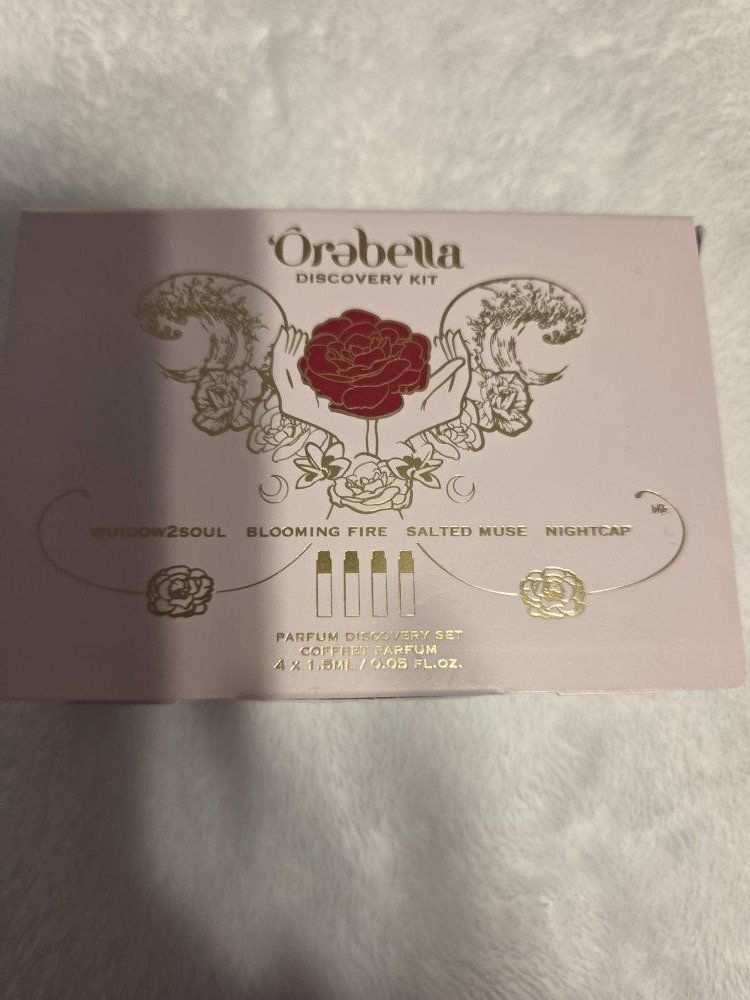 'Ôrəbella
DISCOVERY KIT
WINDOW2SOUL BLOOMING FIRE SALTED MUSE NIGHTCAP
PARFUM DISCOVERY SET
COFFRET PARFUM
4 X 1.5ML / 0.05 FL.OZ.